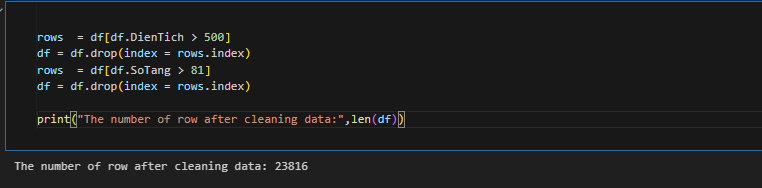 rows  = df[df.DienTich > 500]
df = df.drop(index = rows.index)
rows  = df[df.SoTang > 81]
df = df.drop(index = rows.index)
print("The number of row after cleaning data:",len(df))
The number of row after cleaning data: 23816